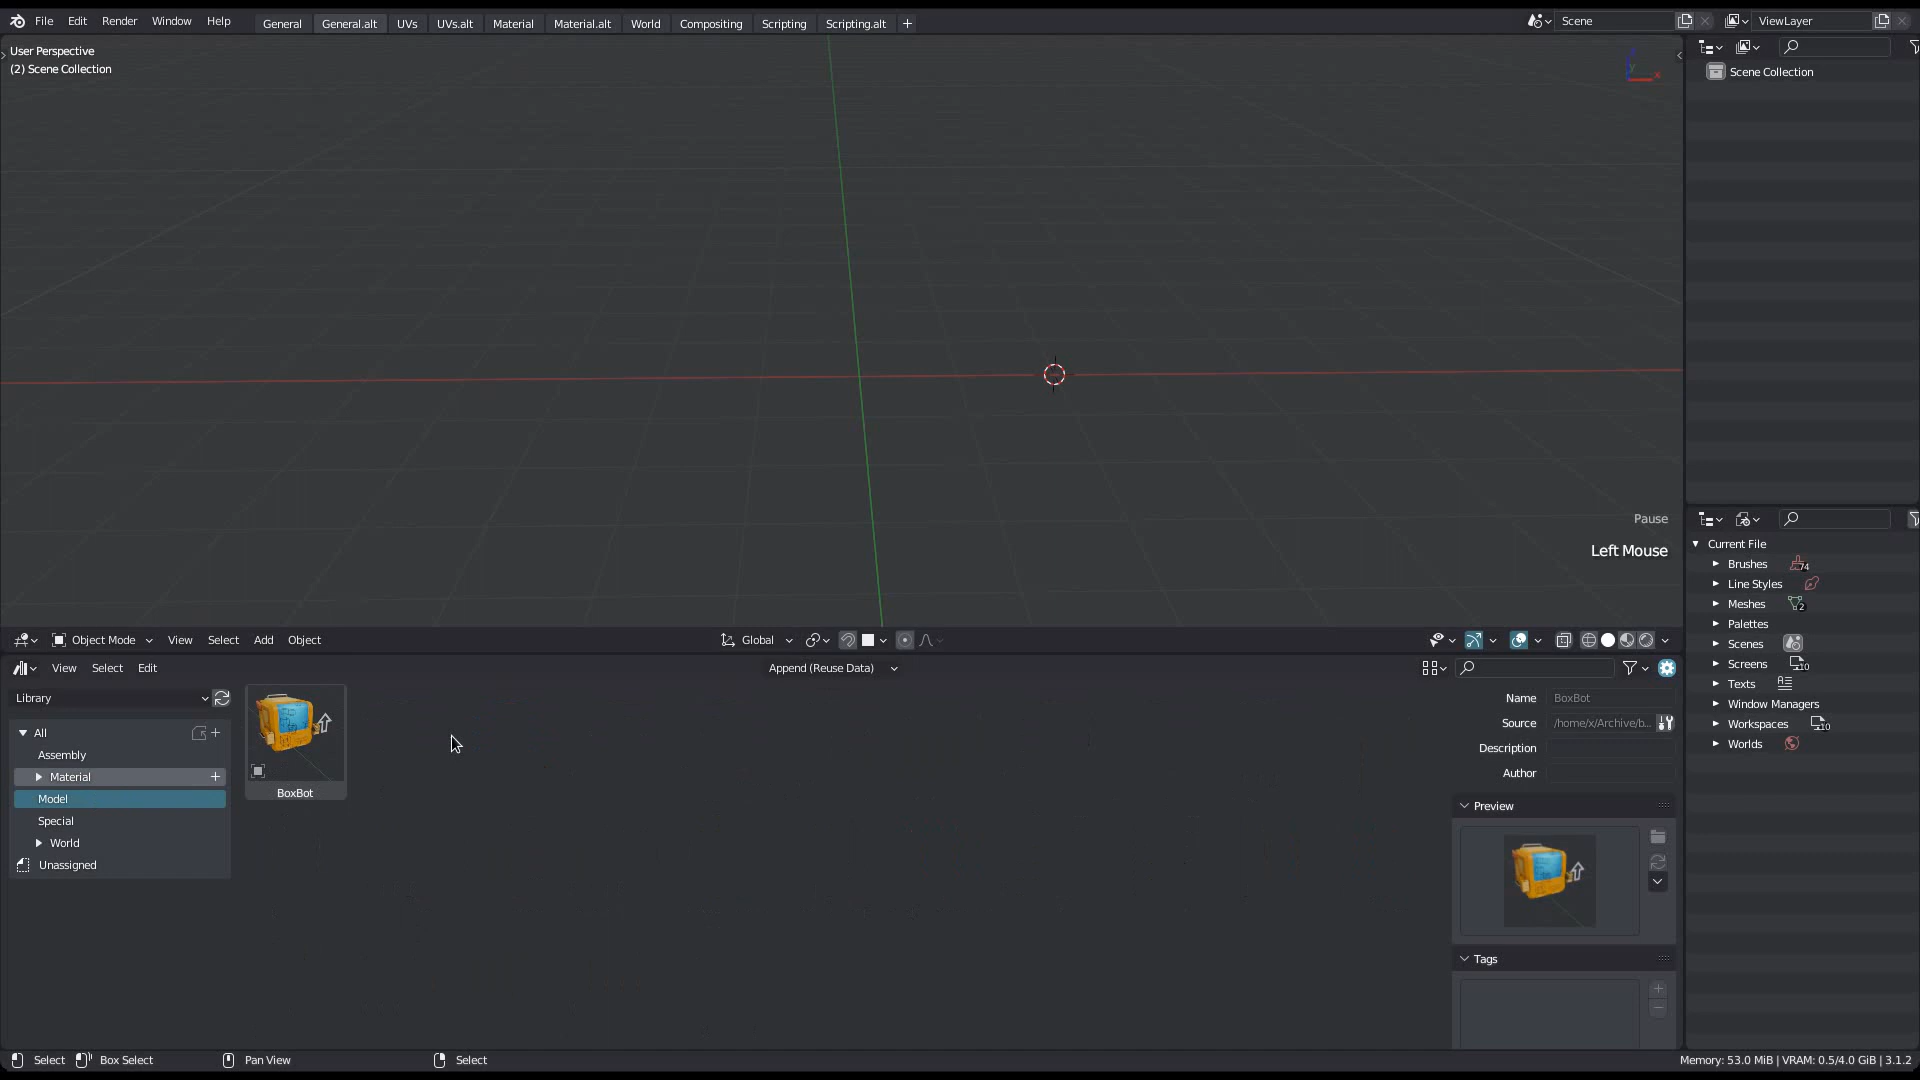 File Edit Render Window Help General General.alt UVs UVs.alt Material Material.alt World Compositing Scripting Scripting.alt + Scene ViewLayer
User Perspective
(2) Scene Collection
Scene Collection
Pause
Left Mouse
Current File
Brushes 74
Line Styles
Meshes 2
Palettes
Scenes
Screens 10
Texts
Window Managers
Workspaces 10
Worlds
Object Mode View Select Add Object Global
View Select Edit Append (Reuse Data)
Library
All
Assembly
Material
Model
Special
World
Unassigned
BoxBot
Name BoxBot
Source /home/x/Archive/b...
Description
Author
Preview
Tags
Select Box Select Pan View Select Memory: 53.0 MiB | VRAM: 0.5/4.0 GiB | 3.1.2